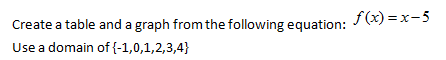 Create a table and a graph from the following equation: f(x) = x − 5
Use a domain of {-1,0,1,2,3,4}